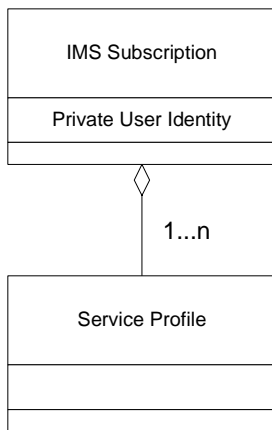 IMS Subscription
Private User Identity
1...n
Service Profile